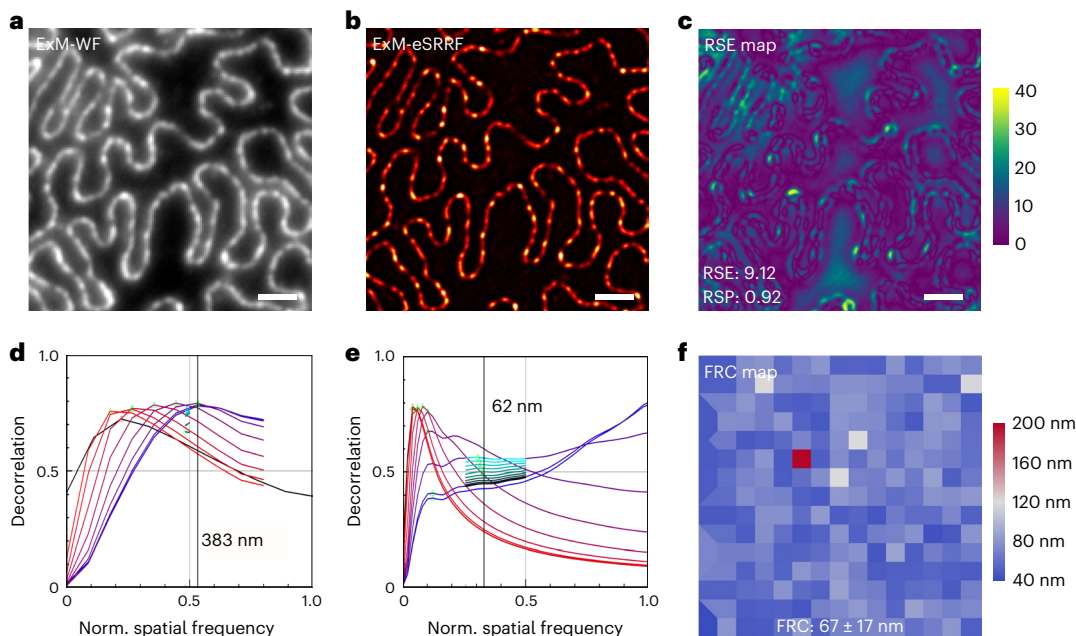 a
ExM-WF
b
ExM-eSRRF
c
RSE map
RSE: 9.12
RSP: 0.92
40
30
20
10
0
d
1.0
0.5
0
Decorrelation
383 nm
0
0.5
1.0
Norm. spatial frequency
e
1.0
0.5
0
Decorrelation
62 nm
0
0.5
1.0
Norm. spatial frequency
f
FRC map
FRC: 67 ± 17 nm
200 nm
160 nm
120 nm
80 nm
40 nm